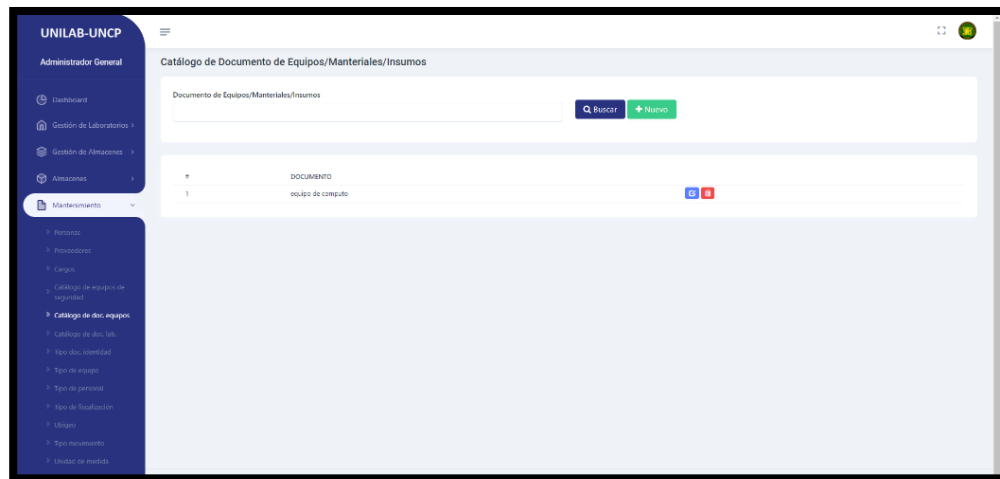 UNILAB-UNCP
Administrador General
Dashboard
Gestión de Laboratorios
Gestión de Almacenes
Almacenes
Mantenimiento
Personas
Proveedores
Cargos
Catálogo de equipos de
seguridad
Catálogo de doc. equipos
Catálogo de doc. lab.
Tipo doc. identidad
Tipo de equipo
Tipo de personal
Tipo de fiscalización
Ubigeo
Tipo movimiento
Unidad de medida
Catálogo de Documento de Equipos/Manteriales/Insumos
Documento de Equipos/Manteriales/Insumos
Buscar
Nuevo
# DOCUMENTO
1 equipo de computo